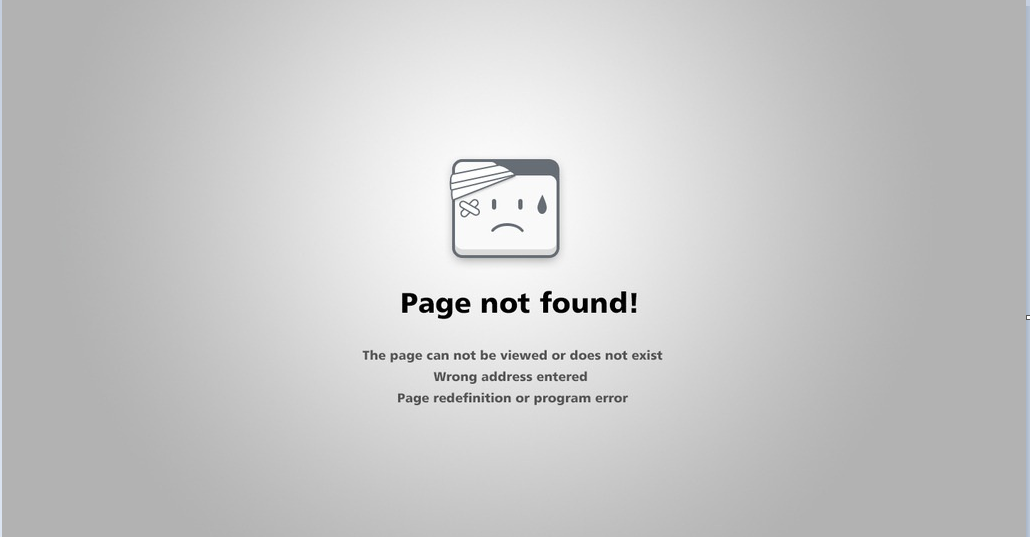 Page not found!
The page can not be viewed or does not exist
Wrong address entered
Page redefinition or program error